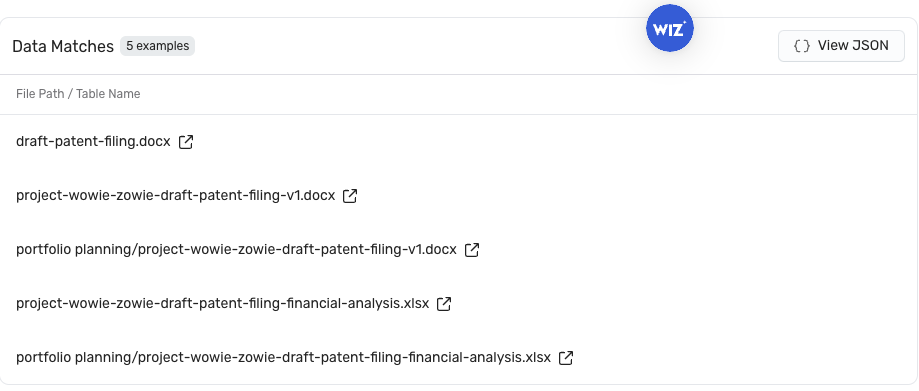 WIZ+
Data Matches 5 examples {} View JSON
File Path / Table Name
draft-patent-filing.docx
project-wowie-zowie-draft-patent-filing-v1.docx
portfolio planning/project-wowie-zowie-draft-patent-filing-v1.docx
project-wowie-zowie-draft-patent-filing-financial-analysis.xlsx
portfolio planning/project-wowie-zowie-draft-patent-filing-financial-analysis.xlsx